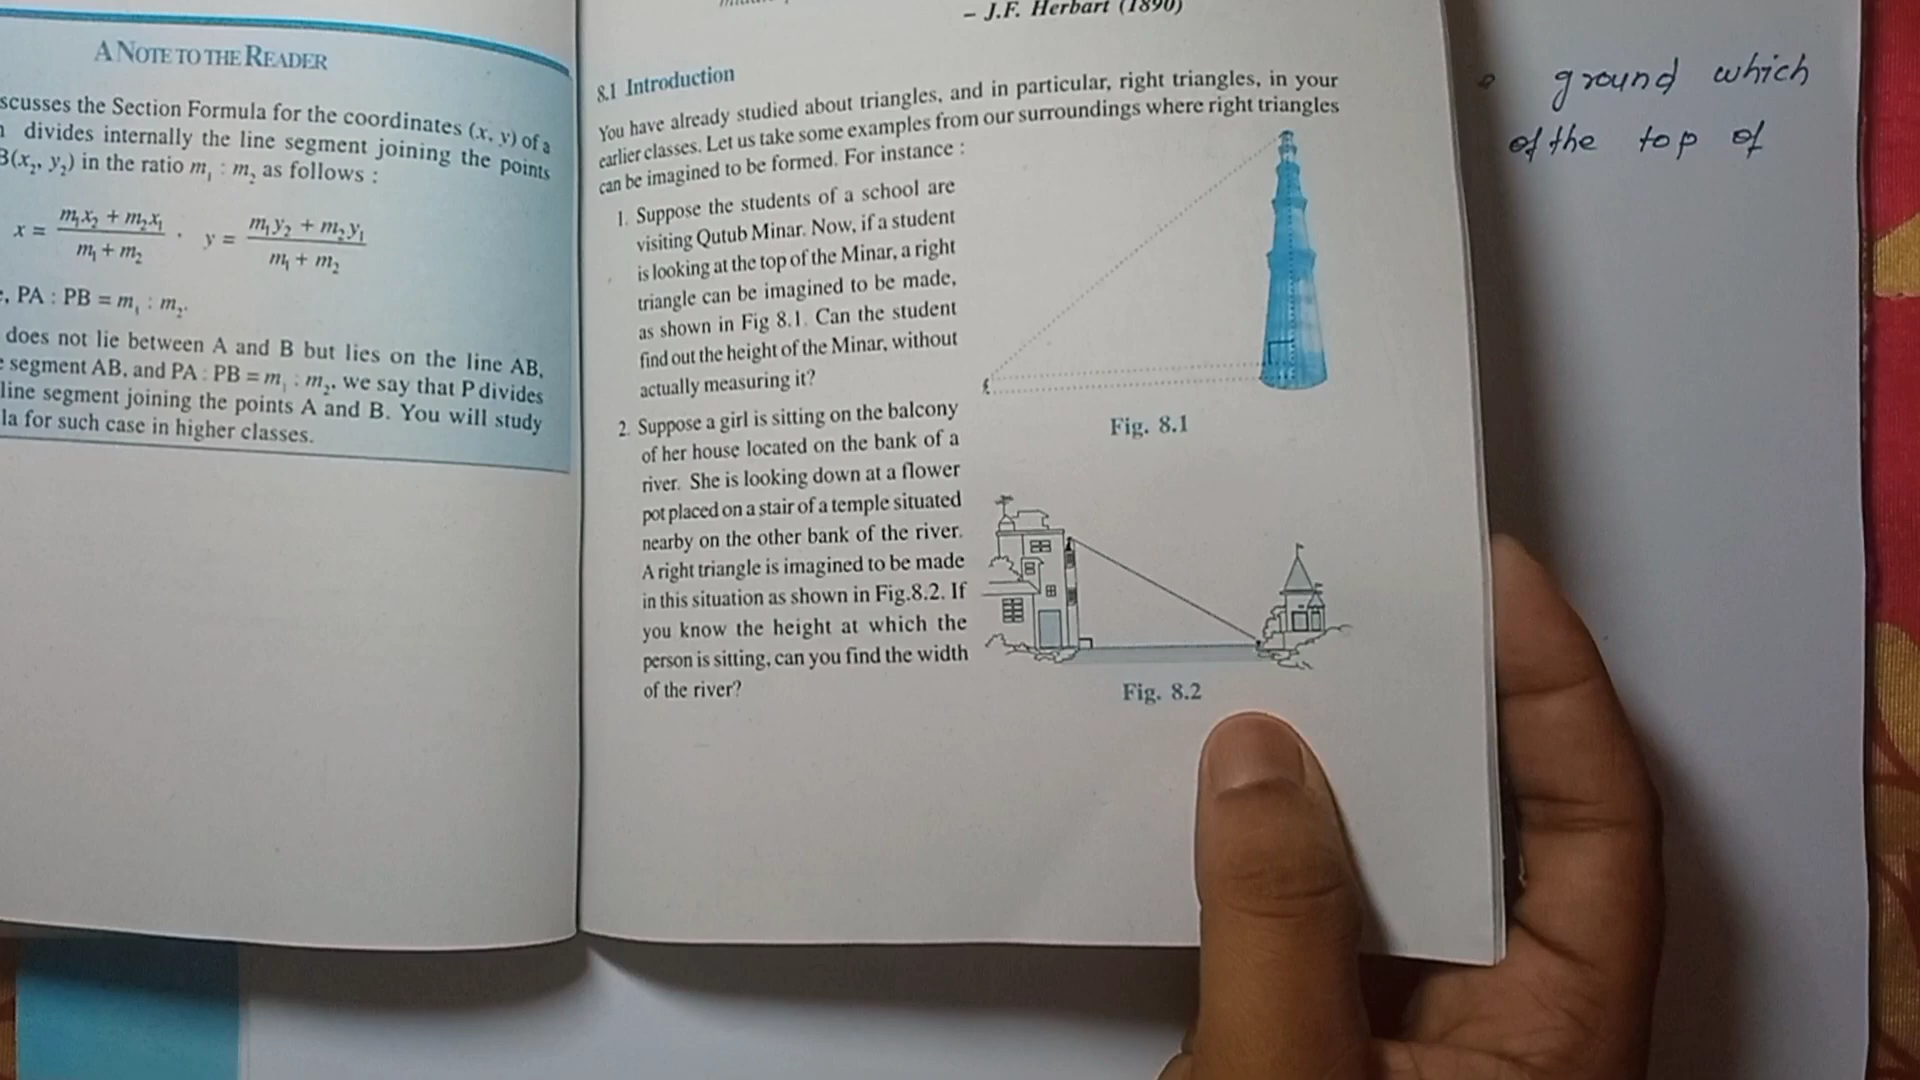 A NOTE TO THE READER
scusses the Section Formula for the coordinates (x, y) of a
divides internally the line segment joining the points
B(x₂, y₂) in the ratio m₁ : m₂ as follows :
x = (m₁x₂ + m₂x₁)/(m₁ + m₂) , y = (m₁y₂ + m₂y₁)/(m₁ + m₂)
, PA : PB = m₁ : m₂.
does not lie between A and B but lies on the line AB,
segment AB, and PA : PB = m₁ : m₂, we say that P divides
line segment joining the points A and B. You will study
la for such case in higher classes.
– J.F. Herbart (1890)
8.1 Introduction
You have already studied about triangles, and in particular, right triangles, in your
earlier classes. Let us take some examples from our surroundings where right triangles
can be imagined to be formed. For instance :
1. Suppose the students of a school are
visiting Qutub Minar. Now, if a student
is looking at the top of the Minar, a right
triangle can be imagined to be made,
as shown in Fig 8.1. Can the student
find out the height of the Minar, without
actually measuring it?
Fig. 8.1
2. Suppose a girl is sitting on the balcony
of her house located on the bank of a
river. She is looking down at a flower
pot placed on a stair of a temple situated
nearby on the other bank of the river.
A right triangle is imagined to be made
in this situation as shown in Fig.8.2. If
you know the height at which the
person is sitting, can you find the width
of the river?
Fig. 8.2
ground which
of the top of